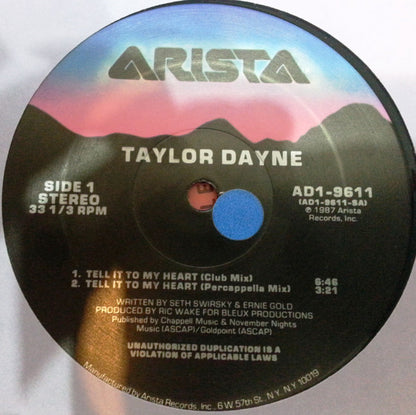 ARISTA
TAYLOR DAYNE
SIDE 1
STEREO
33 1/3 RPM
AD1-9611
(AD1-9611-SA)
℗ 1987 Arista
Records, Inc.
1. TELL IT TO MY HEART (Club Mix) 6:46
2. TELL IT TO MY HEART (Percappella Mix) 3:21
WRITTEN BY SETH SWIRSKY & ERNIE GOLD
PRODUCED BY RIC WAKE FOR BLEUX PRODUCTIONS
Published by Chappell Music & November Nights
Music (ASCAP)/Goldpoint (ASCAP)
UNAUTHORIZED DUPLICATION IS A
VIOLATION OF APPLICABLE LAWS
Manufactured by Arista Records, Inc., 6 W. 57th St., N.Y., N.Y. 10019